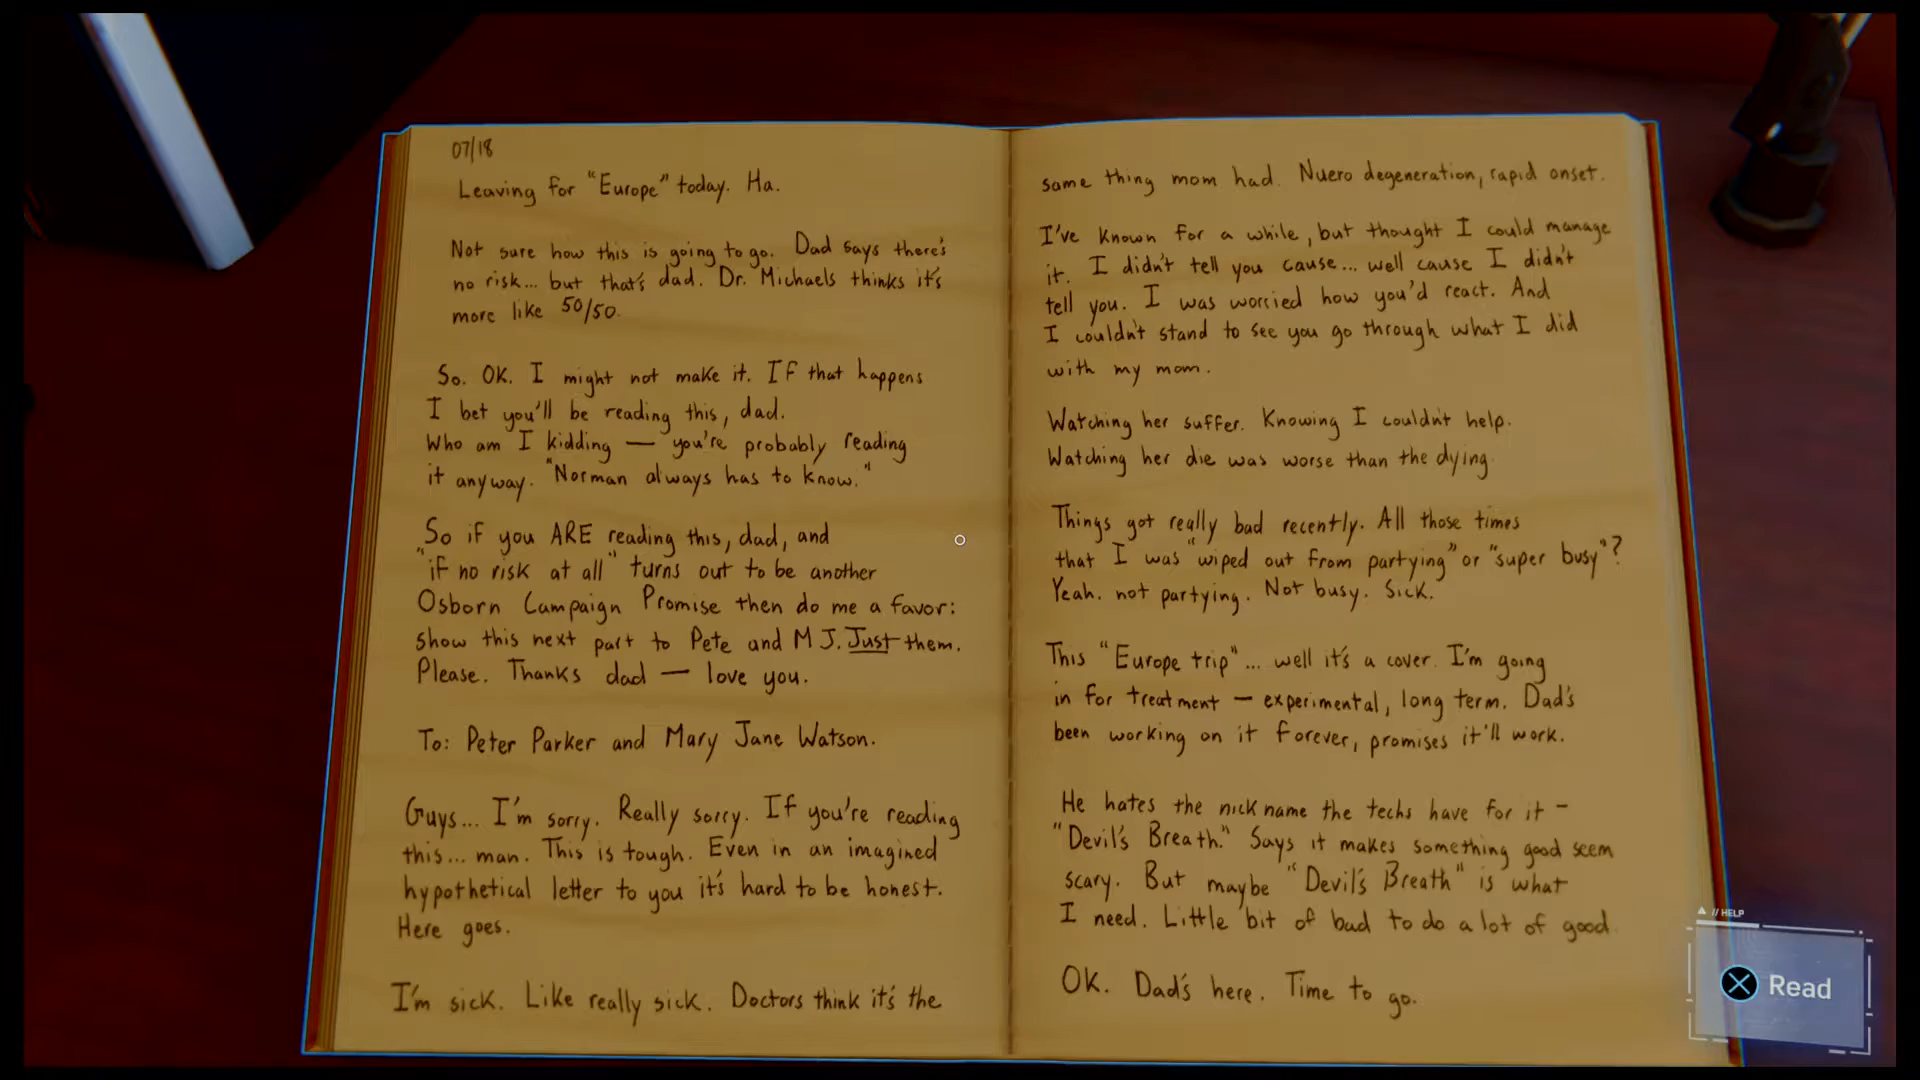 07/18
Leaving for "Europe" today. Ha.
Not sure how this is going to go. Dad says there's
no risk... but that's dad. Dr. Michaels thinks it's
more like 50/50.
So. OK. I might not make it. IF that happens
I bet you'll be reading this, dad.
Who am I kidding — you're probably reading
it anyway. "Norman always has to know."
So if you ARE reading this, dad, and
"if no risk at all" turns out to be another
Osborn Campaign Promise then do me a favor:
show this next part to Pete and MJ. Just them.
Please. Thanks dad — love you.
To: Peter Parker and Mary Jane Watson.
Guys... I'm sorry. Really sorry. If you're reading
this... man. This is tough. Even in an imagined
hypothetical letter to you it's hard to be honest.
Here goes.
I'm sick. Like really sick. Doctors think it's the
same thing mom had. Nuero degeneration, rapid onset.
I've known for a while, but thought I could manage
it. I didn't tell you cause... well cause I didn't
tell you. I was worried how you'd react. And
I couldn't stand to see you go through what I did
with my mom.
Watching her suffer. Knowing I couldn't help.
Watching her die was worse than the dying.
Things got really bad recently. All those times
that I was "wiped out from partying" or "super busy"?
Yeah. not partying. Not busy. Sick.
This "Europe trip"... well it's a cover. I'm going
in for treatment — experimental, long term. Dad's
been working on it forever, promises it'll work.
He hates the nickname the techs have for it -
"Devil's Breath." Says it makes something good seem
scary. But maybe "Devil's Breath" is what
I need. Little bit of bad to do a lot of good.
OK. Dad's here. Time to go.
// HELP
Read